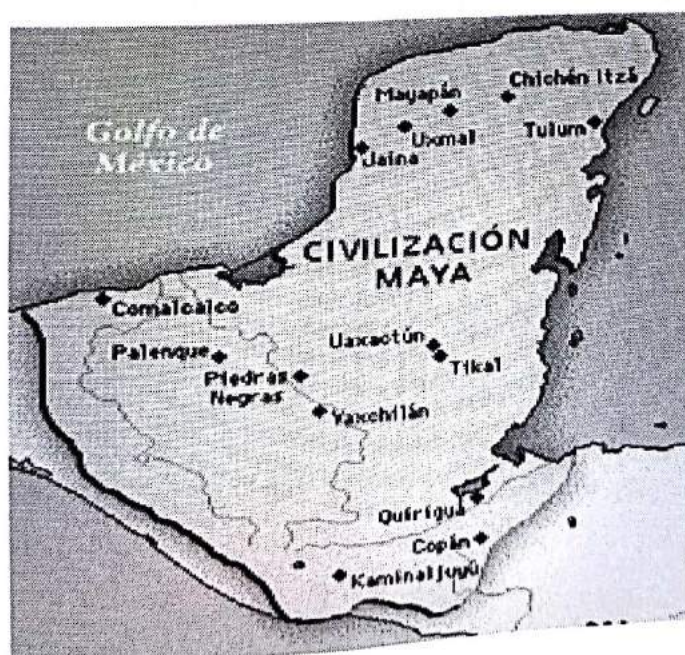 Golfo de
México
Mayapán
Chichén Itzá
Uxmal
Tulum
Jaina
CIVILIZACIÓN
MAYA
Comalcalco
Uaxactún
Palenque
Tikal
Piedras
Negras
Yaxchilán
Quiriguá
Copán
Kaminaljuyú